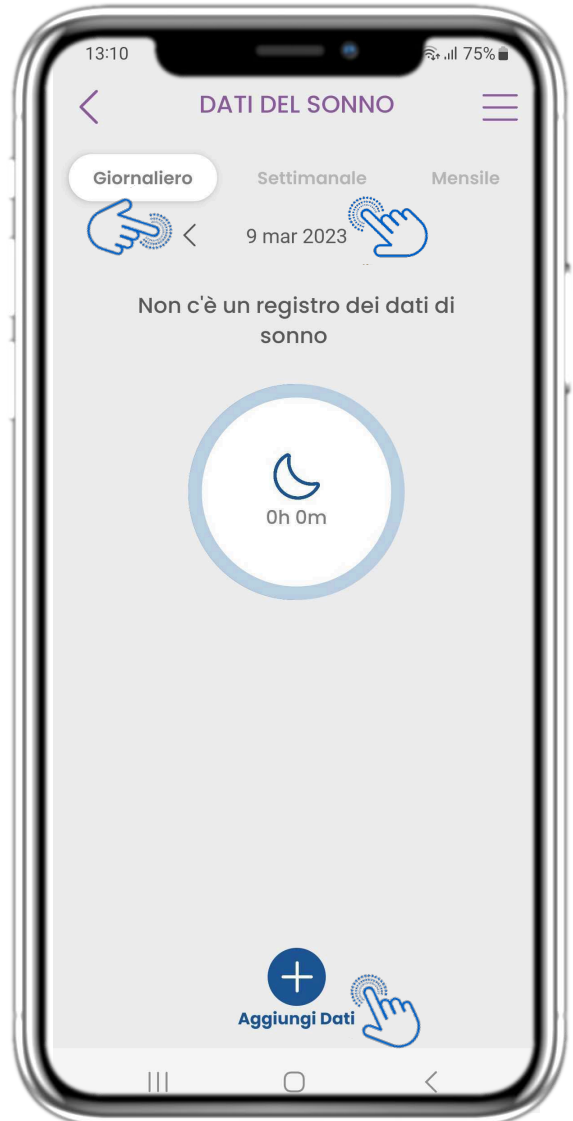 13:10
75%
DATI DEL SONNO
Giornaliero
Settimanale
Mensile
9 mar 2023
Non c'è un registro dei dati di
sonno
0h 0m
Aggiungi Dati